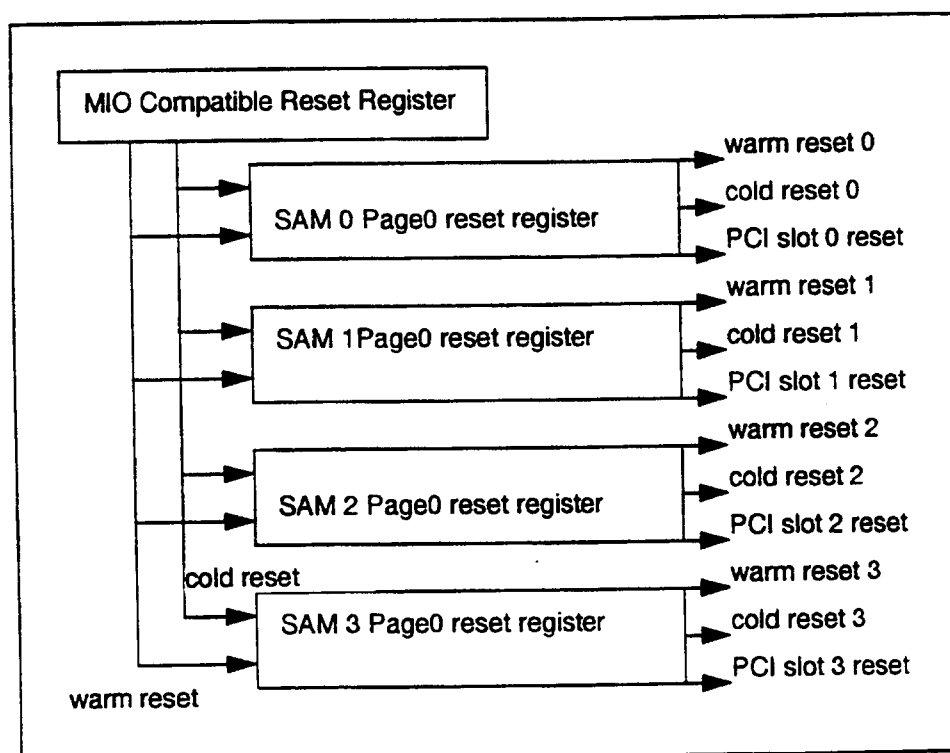 MIO Compatible Reset Register
warm reset 0
cold reset 0
SAM 0 Page0 reset register
PCI slot 0 reset
warm reset 1
SAM 1Page0 reset register
cold reset 1
PCI slot 1 reset
warm reset 2
cold reset 2
SAM 2 Page0 reset register
PCI slot 2 reset
cold reset
warm reset 3
SAM 3 Page0 reset register
cold reset 3
PCI slot 3 reset
warm reset